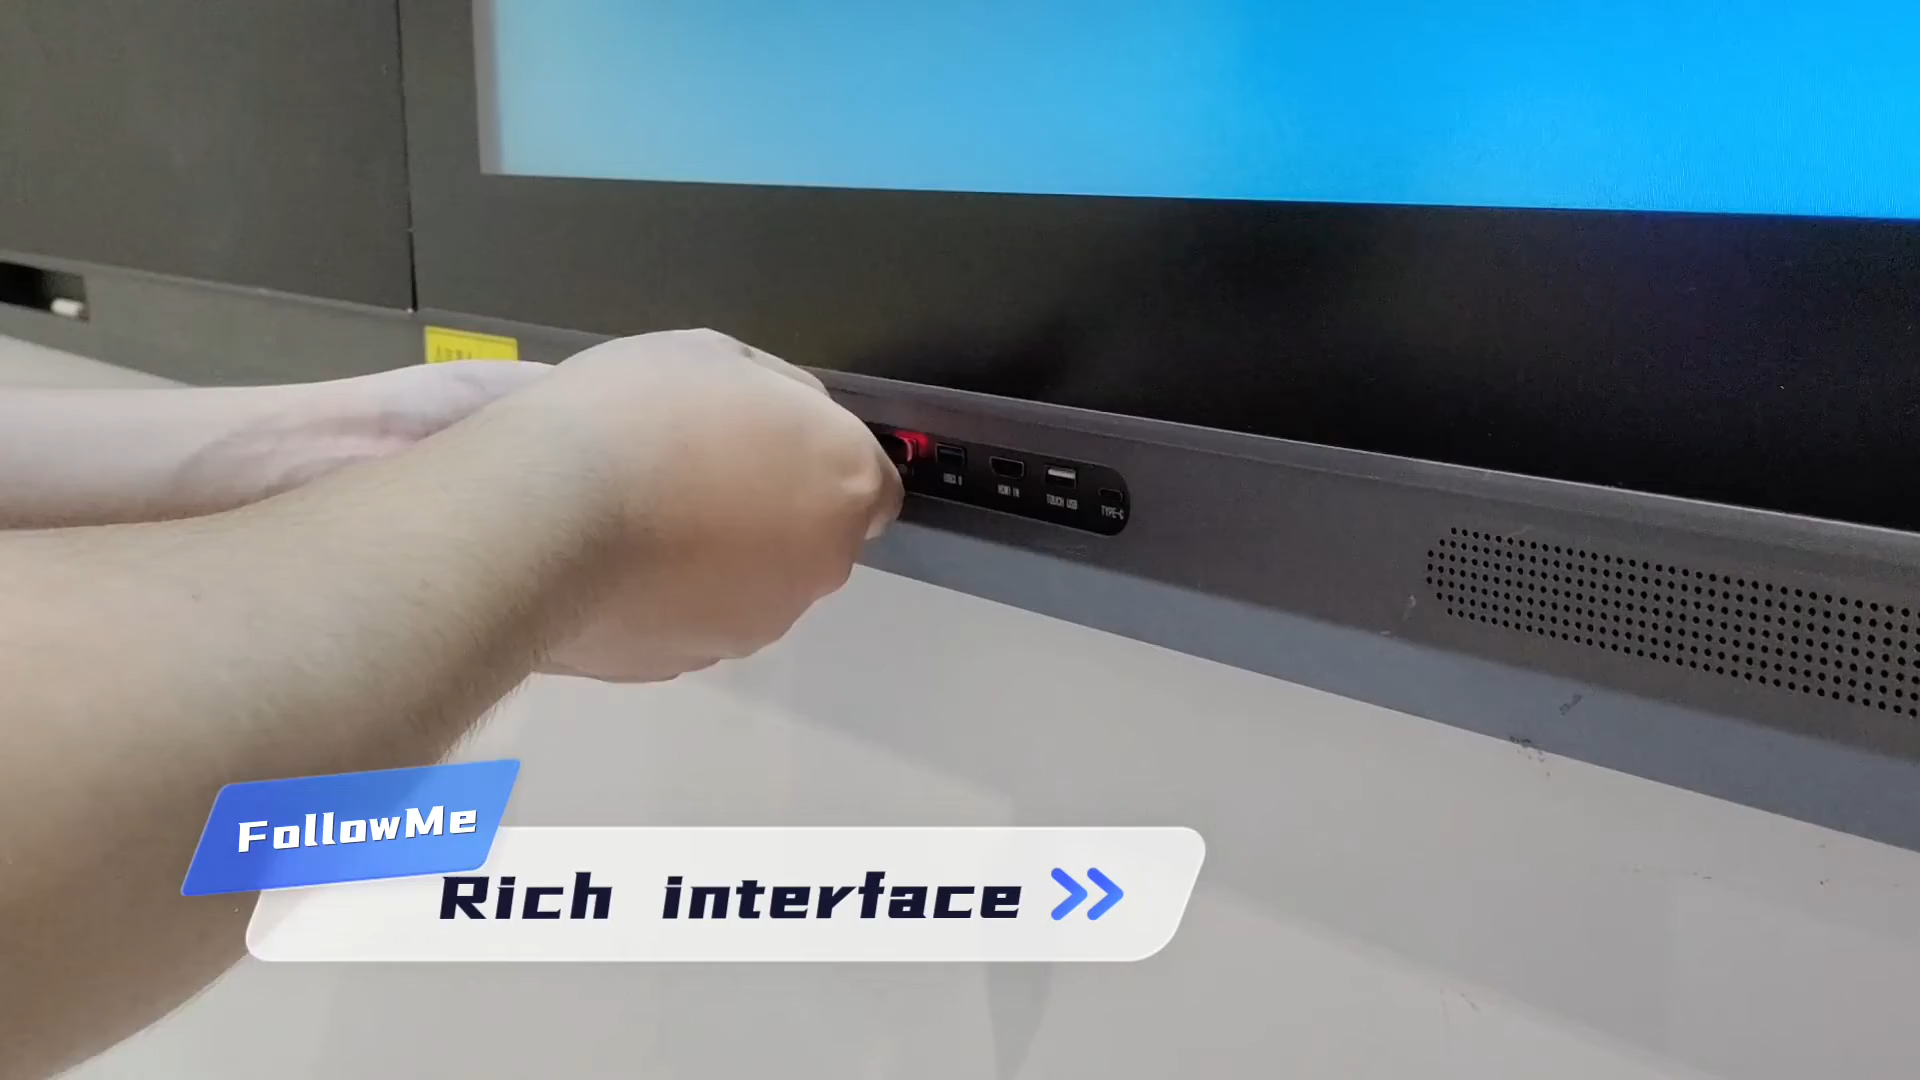 HDMI IN
TOUCH USB
TYPE-C
FollowMe
Rich interface